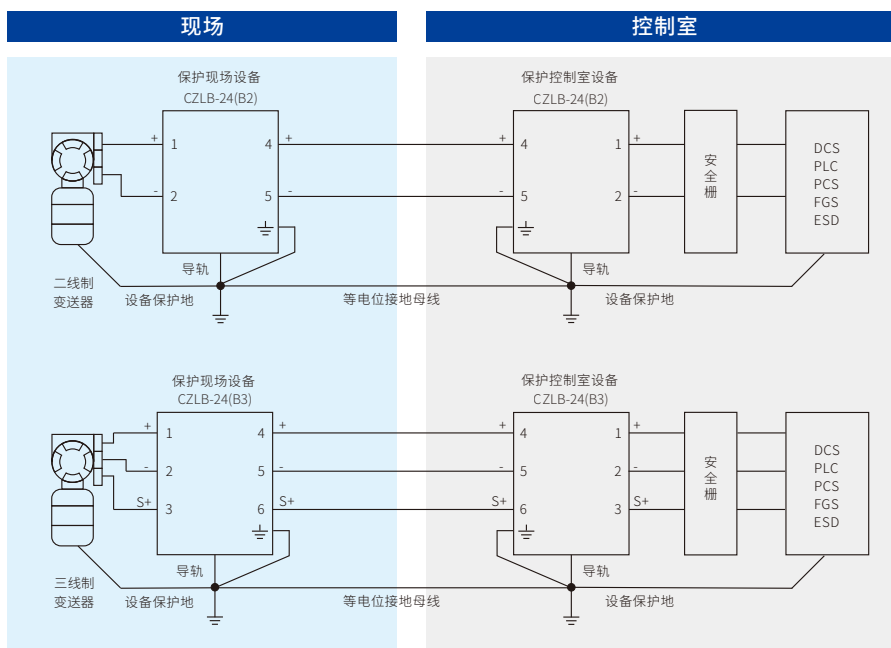 现场
控制室
保护现场设备
CZLB-24(B2)
保护控制室设备
CZLB-24(B2)
+ 1 4 +
+ 4 1 +
- 2 5 -
- 5 2 -
安全栅
DCS
PLC
PCS
FGS
ESD
导轨
导轨
二线制
变送器
设备保护地
等电位接地母线
设备保护地
保护现场设备
CZLB-24(B3)
保护控制室设备
CZLB-24(B3)
+ 1 4 +
+ 4 1 +
- 2 5 -
- 5 2 -
S+ 3 6 S+
S+ 6 3 S+
安全栅
DCS
PLC
PCS
FGS
ESD
导轨
导轨
三线制
变送器
设备保护地
等电位接地母线
设备保护地